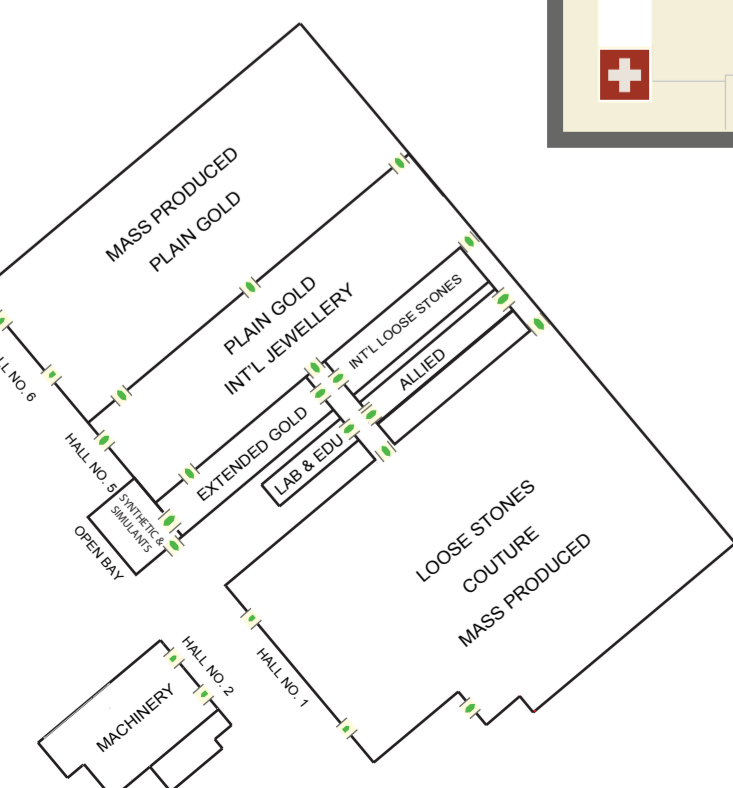 MASS PRODUCED
PLAIN GOLD
PLAIN GOLD
INT'L JEWELLERY
INT'L LOOSE STONES
ALLIED
EXTENDED GOLD
LAB & EDU
NO. 6
HALL NO. 5
SYNTHETIC &
SIMULANTS
OPEN BAY
LOOSE STONES
COUTURE
MASS PRODUCED
HALL NO. 1
HALL NO. 2
MACHINERY